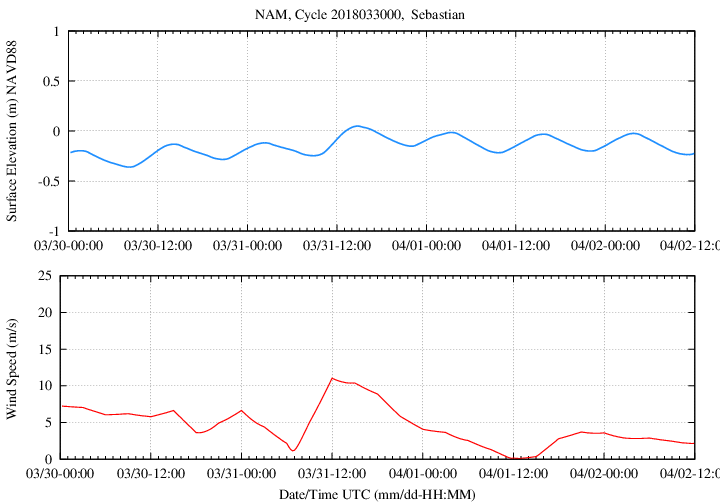 NAM, Cycle 2018033000,  Sebastian
Surface Elevation (m) NAVD88
1
0.5
0
-0.5
-1
03/30-00:00 03/30-12:00 03/31-00:00 03/31-12:00 04/01-00:00 04/01-12:00 04/02-00:00 04/02-12:00
Wind Speed (m/s)
25
20
15
10
5
0
03/30-00:00 03/30-12:00 03/31-00:00 03/31-12:00 04/01-00:00 04/01-12:00 04/02-00:00 04/02-12:0
Date/Time UTC (mm/dd-HH:MM)